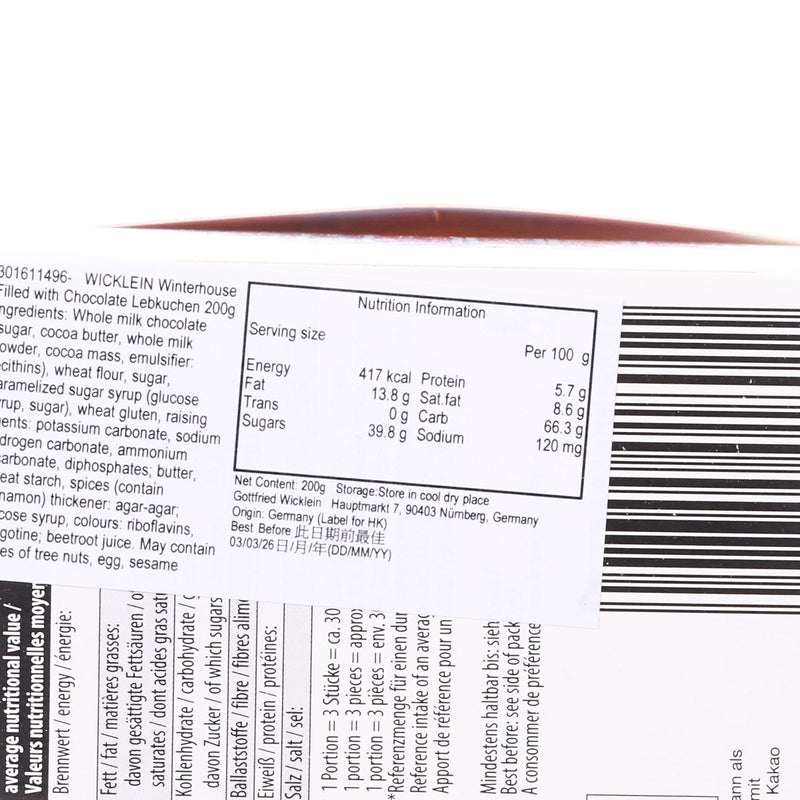 301611496- WICKLEIN Winterhouse
Filled with Chocolate Lebkuchen 200g
ngredients: Whole milk chocolate
sugar, cocoa butter, whole milk
owder, cocoa mass, emulsifier:
ecithins), wheat flour, sugar,
aramelized sugar syrup (glucose
yrup, sugar), wheat gluten, raising
ents: potassium carbonate, sodium
drogen carbonate, ammonium
arbonate, diphosphates; butter,
eat starch, spices (contain
namon) thickener: agar-agar;
cose syrup, colours: riboflavins,
gotine; beetroot juice. May contain
es of tree nuts, egg, sesame
Nutrition Information
Serving size
Per 100 g
Energy 417 kcal Protein 5.7 g
Fat 13.8 g Sat.fat 8.6 g
Trans 0 g Carb 66.3 g
Sugars 39.8 g Sodium 120 mg
Net Content: 200g Storage:Store in cool dry place
Gottfried Wicklein Hauptmarkt 7, 90403 Nürnberg, Germany
Origin: Germany (Label for HK)
Best Before 此日期前最佳
03/03/26日/月/年(DD/MM/YY)
average nutritional value /
Valeurs nutritionnelles moyen
Brennwert / energy / énergie:
Fett / fat / matières grasses:
davon gesättigte Fettsäuren / o
saturates / dont acides gras satu
Kohlenhydrate / carbohydrate / g
davon Zucker / of which sugars
Ballaststoffe / fibre / fibres alime
Eiweiß / protein / protéines:
Salz / salt / sel:
1 Portion = 3 Stücke = ca. 30
1 portion = 3 pieces = approx
1 portion = 3 pièces = env. 3
*Referenzmenge für einen dur
Reference intake of an averag
Apport de référence pour un
Mindestens haltbar bis: sieh
Best before: see side of pack
A consommer de préférence
ann als
mit
Kakao